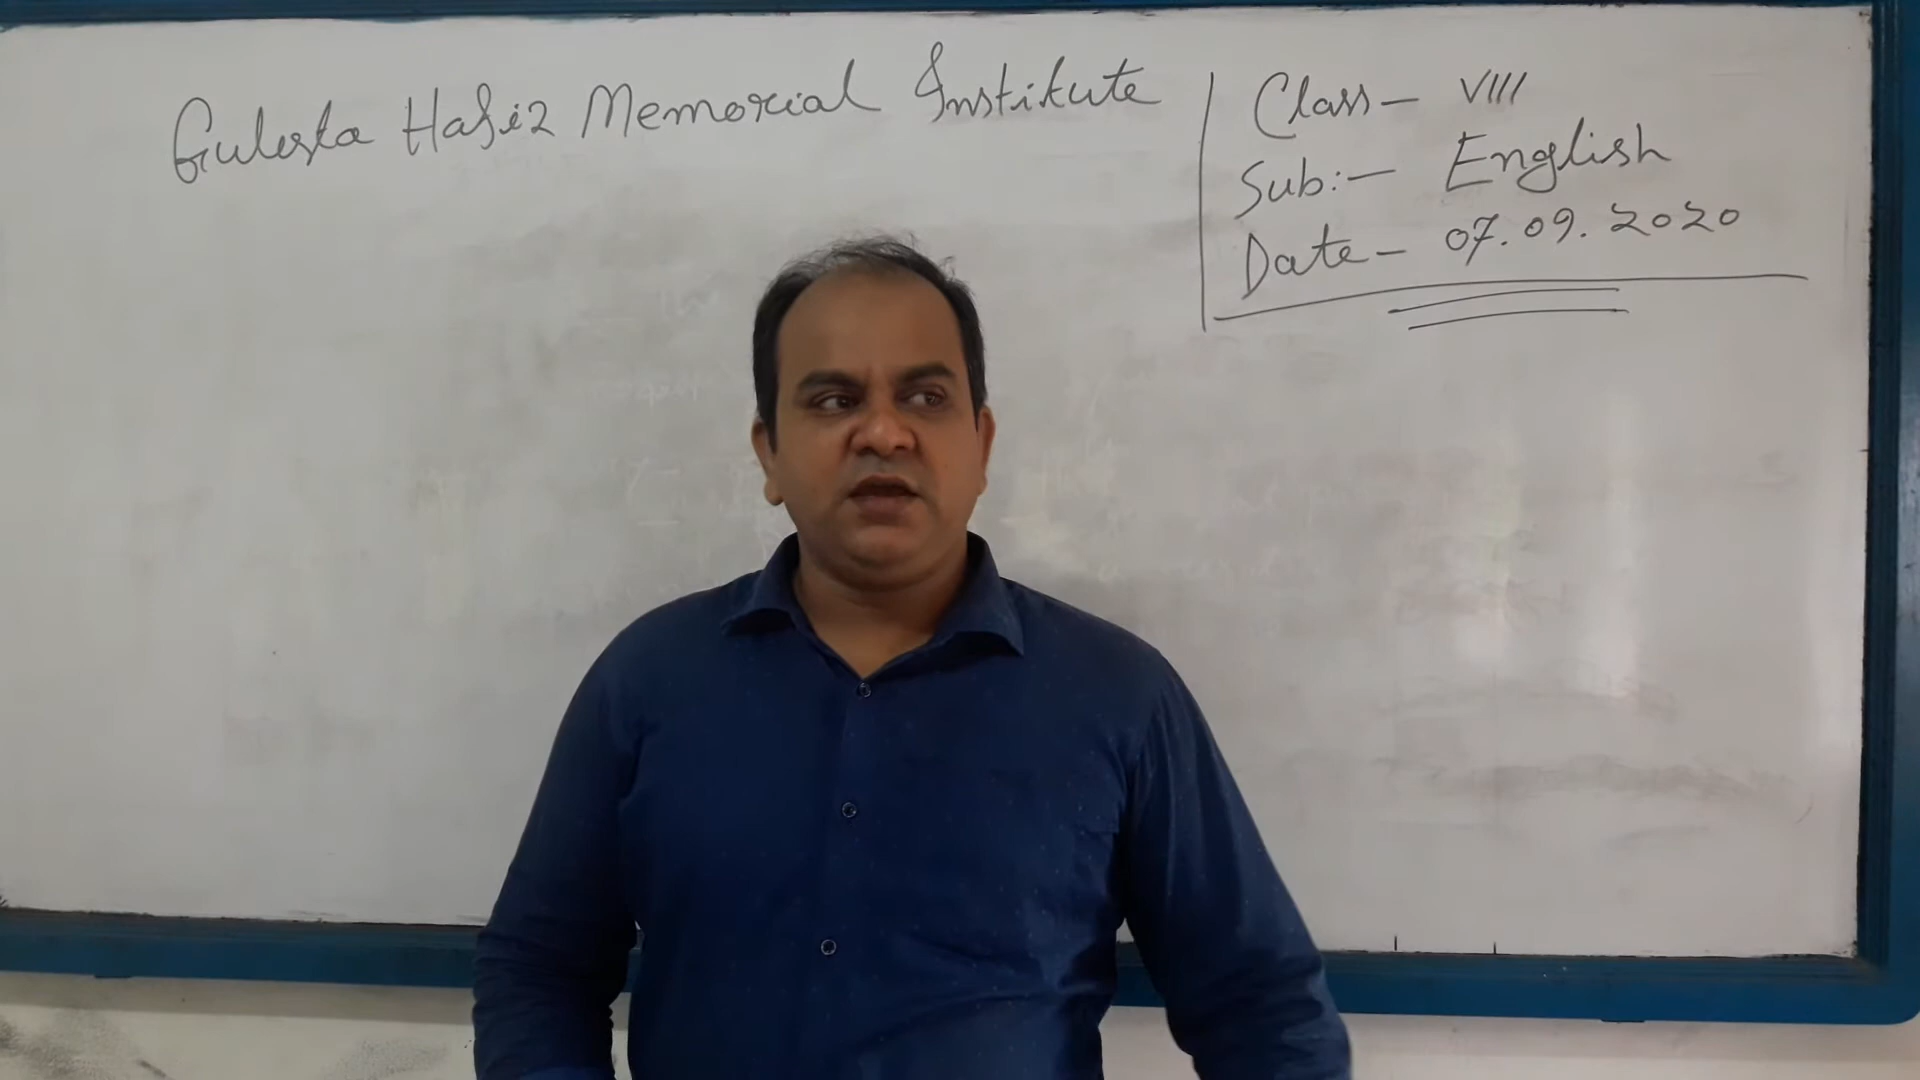 Gulesta Hafiz Memorial Institute
Class - VIII
Sub:- English
Date - 07.09.2020